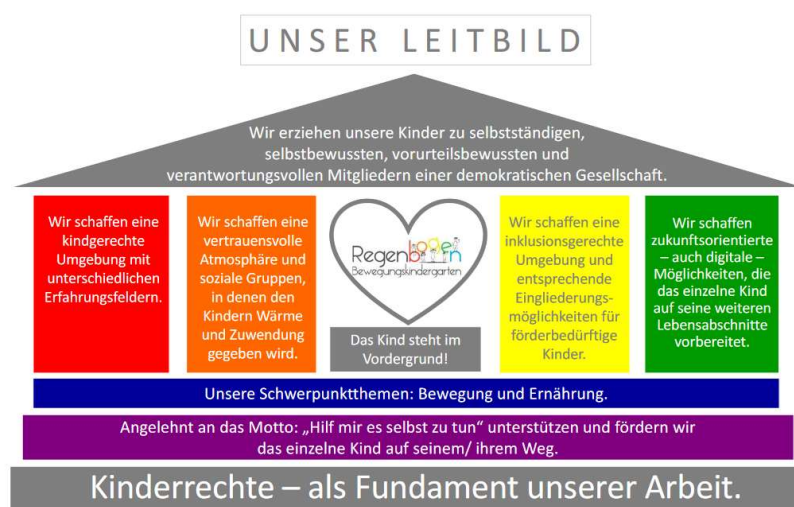 UNSER LEITBILD
Wir erziehen unsere Kinder zu selbstständigen,
selbstbewussten, vorurteilsbewussten und
verantwortungsvollen Mitgliedern einer demokratischen Gesellschaft.
Wir schaffen eine
kindgerechte
Umgebung mit
unterschiedlichen
Erfahrungsfeldern.
Wir schaffen eine
vertrauensvolle
Atmosphäre und
soziale Gruppen,
in denen den
Kindern Wärme
und Zuwendung
gegeben wird.
Regenbogen
Bewegungskindergarten
Das Kind steht im
Vordergrund!
Wir schaffen eine
inklusionsgerechte
Umgebung und
entsprechende
Eingliederungs-
möglichkeiten für
förderbedürftige
Kinder.
Wir schaffen
zukunftsorientierte
– auch digitale –
Möglichkeiten, die
das einzelne Kind
auf seine weiteren
Lebensabschnitte
vorbereitet.
Unsere Schwerpunktthemen: Bewegung und Ernährung.
Angelehnt an das Motto: „Hilf mir es selbst zu tun“ unterstützen und fördern wir
das einzelne Kind auf seinem/ ihrem Weg.
Kinderrechte – als Fundament unserer Arbeit.